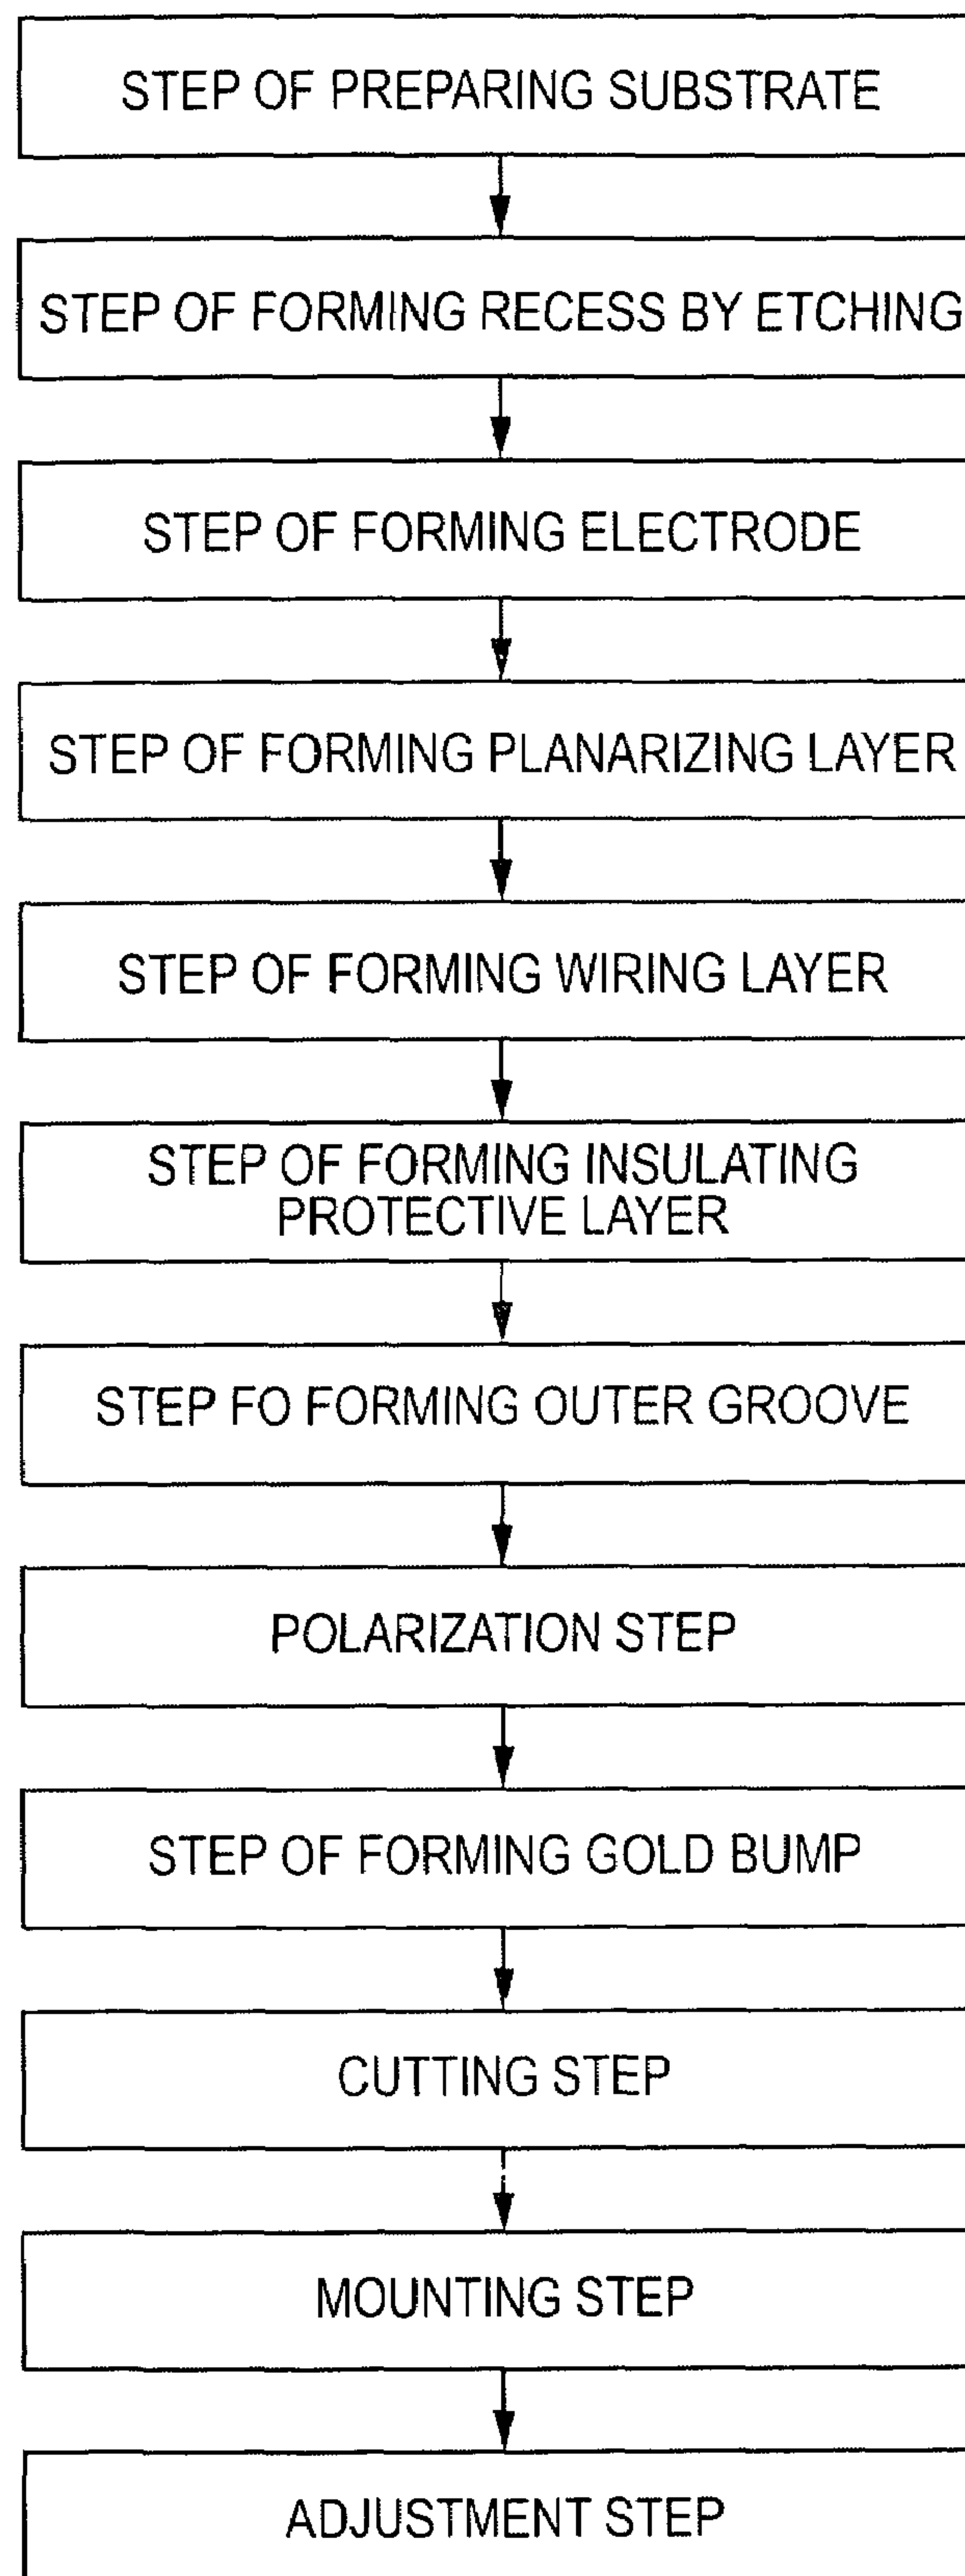 STEP OF PREPARING SUBSTRATE
STEP OF FORMING RECESS BY ETCHING
STEP OF FORMING ELECTRODE
STEP OF FORMING PLANARIZING LAYER
STEP OF FORMING WIRING LAYER
STEP OF FORMING INSULATING
PROTECTIVE LAYER
STEP FO FORMING OUTER GROOVE
POLARIZATION STEP
STEP OF FORMING GOLD BUMP
CUTTING STEP
MOUNTING STEP
ADJUSTMENT STEP